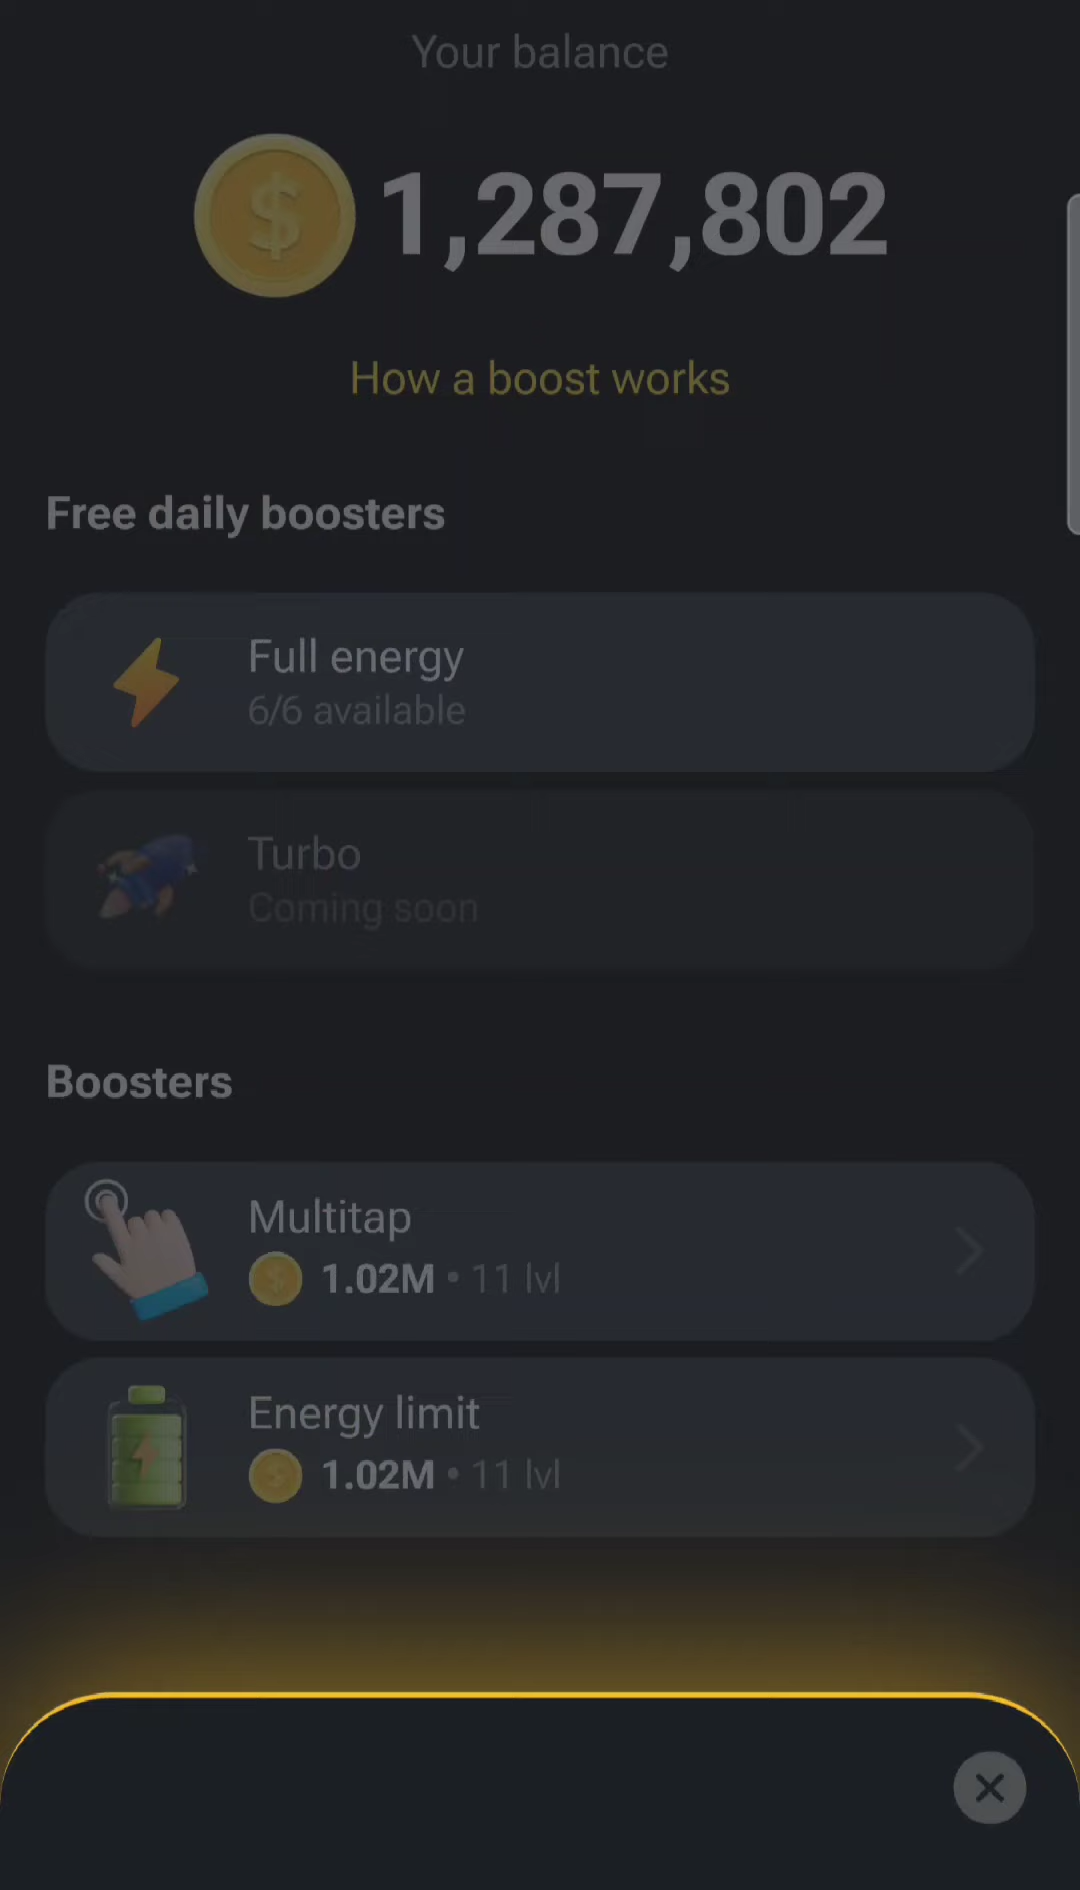 Your balance
1,287,802
How a boost works
Free daily boosters
Full energy
6/6 available
Turbo
Coming soon
Boosters
Multitap
1.02M • 11 lvl
Energy limit
1.02M • 11 lvl